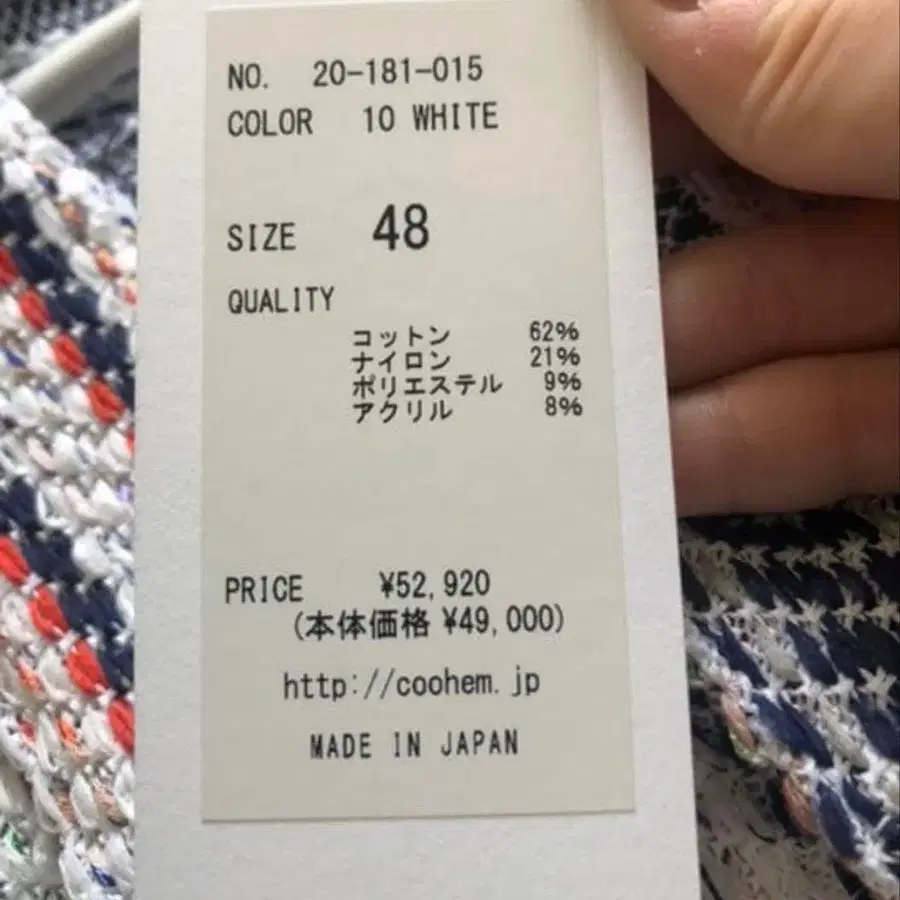 NO. 20-181-015
COLOR 10 WHITE
SIZE 48
QUALITY
コットン 62%
ナイロン 21%
ポリエステル 9%
アクリル 8%
PRICE ¥52,920
(本体価格 ¥49,000)
http://coohem.jp
MADE IN JAPAN